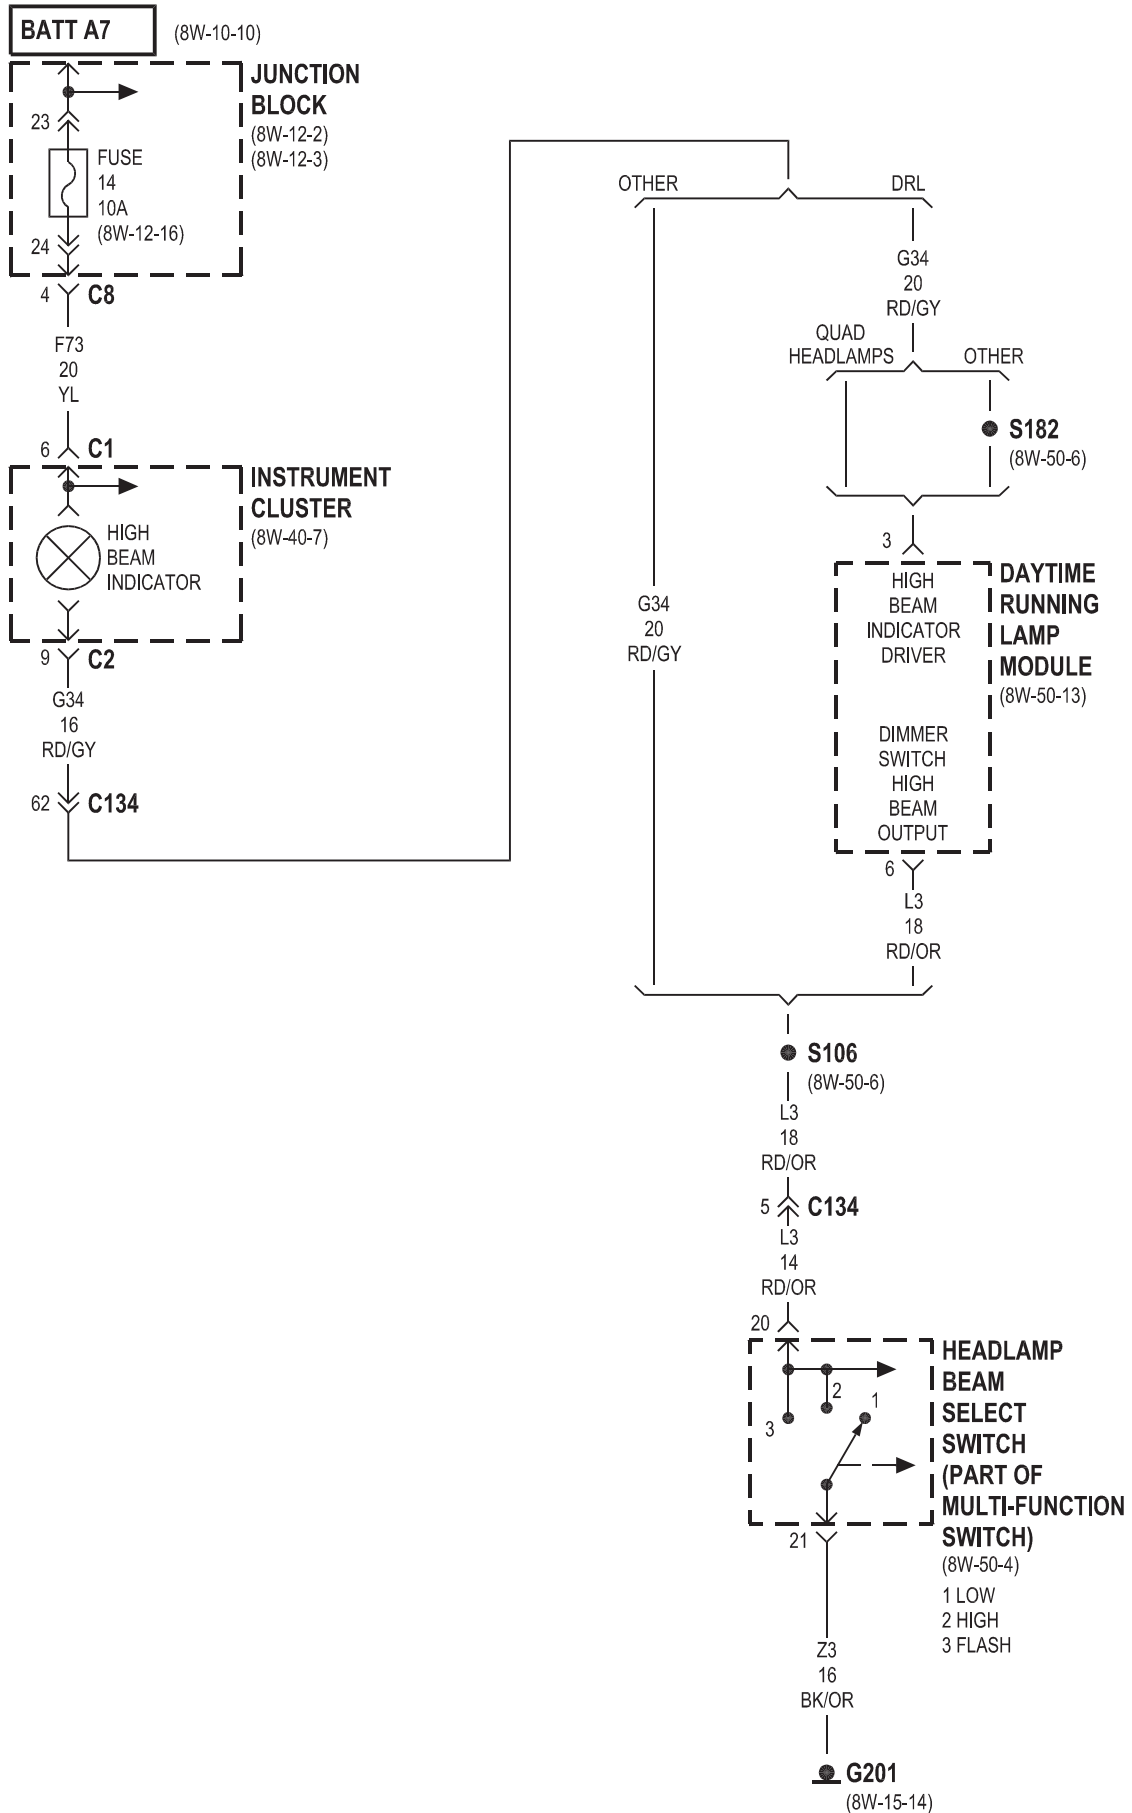 BATT A7
(8W-10-10)
JUNCTION
BLOCK
(8W-12-2)
(8W-12-3)
23
FUSE
14
10A
(8W-12-16)
24
4
C8
F73
20
YL
6
C1
INSTRUMENT
CLUSTER
(8W-40-7)
HIGH
BEAM
INDICATOR
9
C2
G34
16
RD/GY
62
C134
OTHER
DRL
G34
20
RD/GY
QUAD
HEADLAMPS
OTHER
S182
(8W-50-6)
3
G34
20
RD/GY
HIGH
BEAM
INDICATOR
DRIVER
DAYTIME
RUNNING
LAMP
MODULE
(8W-50-13)
DIMMER
SWITCH
HIGH
BEAM
OUTPUT
6
L3
18
RD/OR
S106
(8W-50-6)
L3
18
RD/OR
5
C134
L3
14
RD/OR
20
HEADLAMP
BEAM
SELECT
SWITCH
(PART OF
MULTI-FUNCTION
SWITCH)
(8W-50-4)
1 LOW
2 HIGH
3 FLASH
2
1
3
21
Z3
16
BK/OR
G201
(8W-15-14)